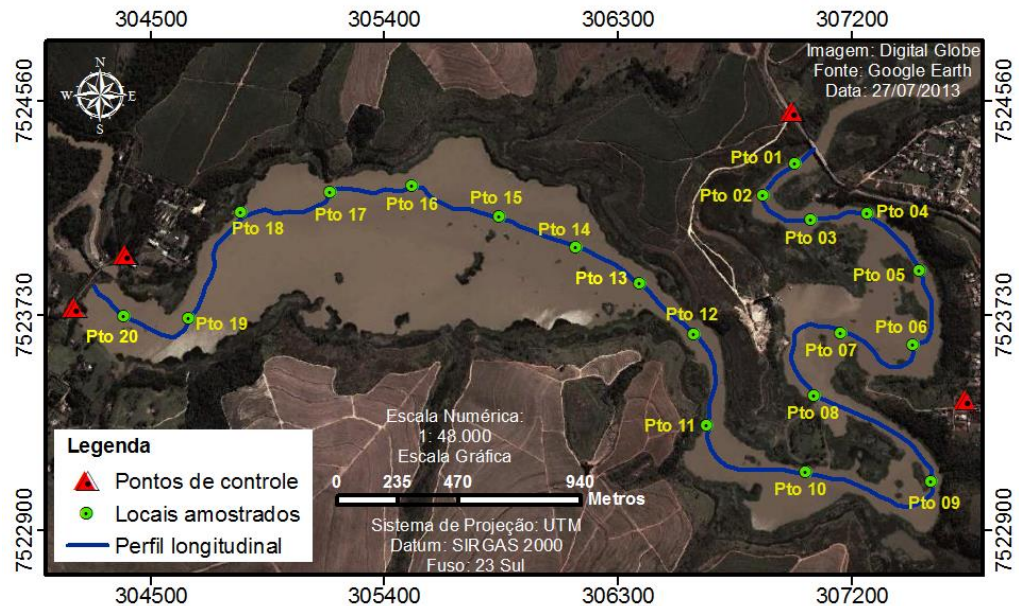 304500 305400 306300 307200
7524560
7523730
7522900
N
W E
S
Imagem: Digital Globe
Fonte: Google Earth
Data: 27/07/2013
7524560
7523730
7522900
Pto 01
Pto 02
Pto 03
Pto 04
Pto 05
Pto 06
Pto 07
Pto 08
Pto 09
Pto 10
Pto 11
Pto 12
Pto 13
Pto 14
Pto 15
Pto 16
Pto 17
Pto 18
Pto 19
Pto 20
Legenda
Pontos de controle
Locais amostrados
Perfil longitudinal
Escala Numérica:
1: 48.000
Escala Gráfica
0 235 470 940
Metros
Sistema de Projeção: UTM
Datum: SIRGAS 2000
Fuso: 23 Sul
304500 305400 306300 307200